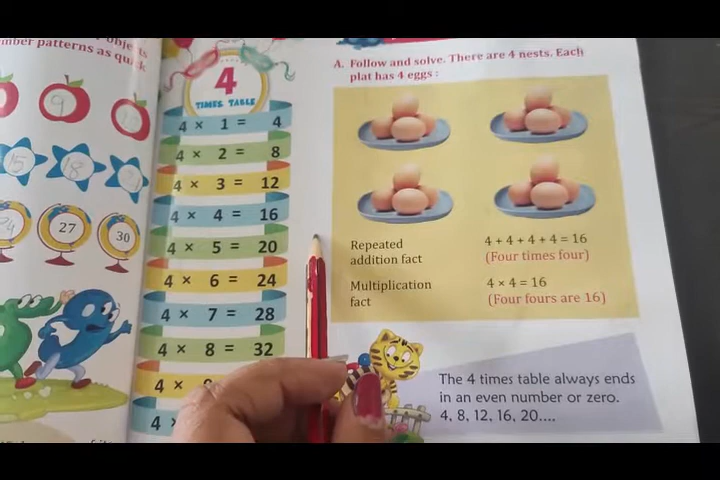 number patterns as quick
9
15
18
27
30
4
TIMES TABLE
4 × 1 = 4
4 × 2 = 8
4 × 3 = 12
4 × 4 = 16
4 × 5 = 20
4 × 6 = 24
4 × 7 = 28
4 × 8 = 32
4 ×
4
A. Follow and solve. There are 4 nests. Each
plat has 4 eggs :
Repeated
addition fact
4 + 4 + 4 + 4 = 16
(Four times four)
Multiplication
fact
4 × 4 = 16
(Four fours are 16)
The 4 times table always ends
in an even number or zero.
4, 8, 12, 16, 20....